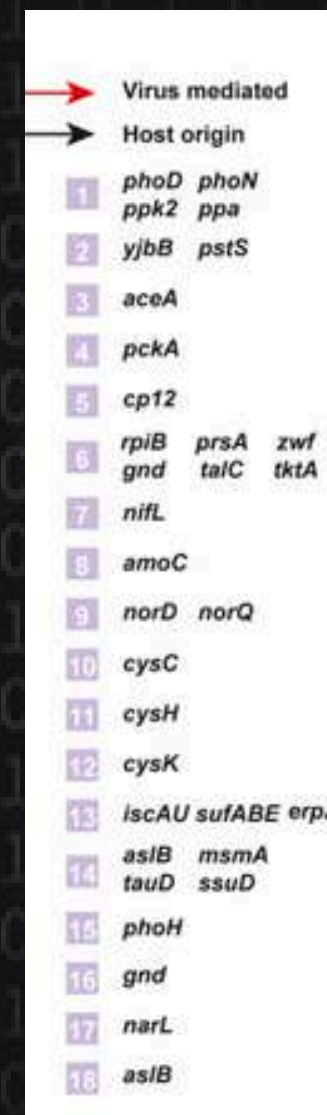 Virus mediated
Host origin
1 phoD phoN
ppk2 ppa
2 yjbB pstS
3 aceA
4 pckA
5 cp12
6 rpiB prsA zwf
gnd talC tktA
7 nifL
8 amoC
9 norD norQ
10 cysC
11 cysH
12 cysK
13 iscAU sufABE
14 aslB msmA
tauD ssuD
15 phoH
16 gnd
17 narL
18 aslB